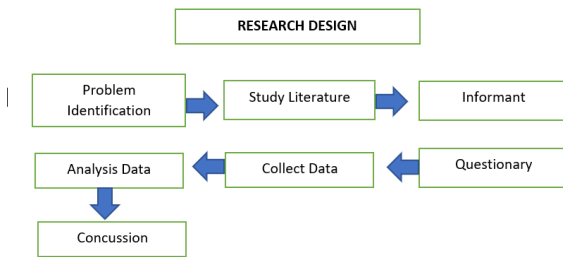 RESEARCH DESIGN
Problem
Identification
Study Literature
Informant
Questionary
Collect Data
Analysis Data
Concussion